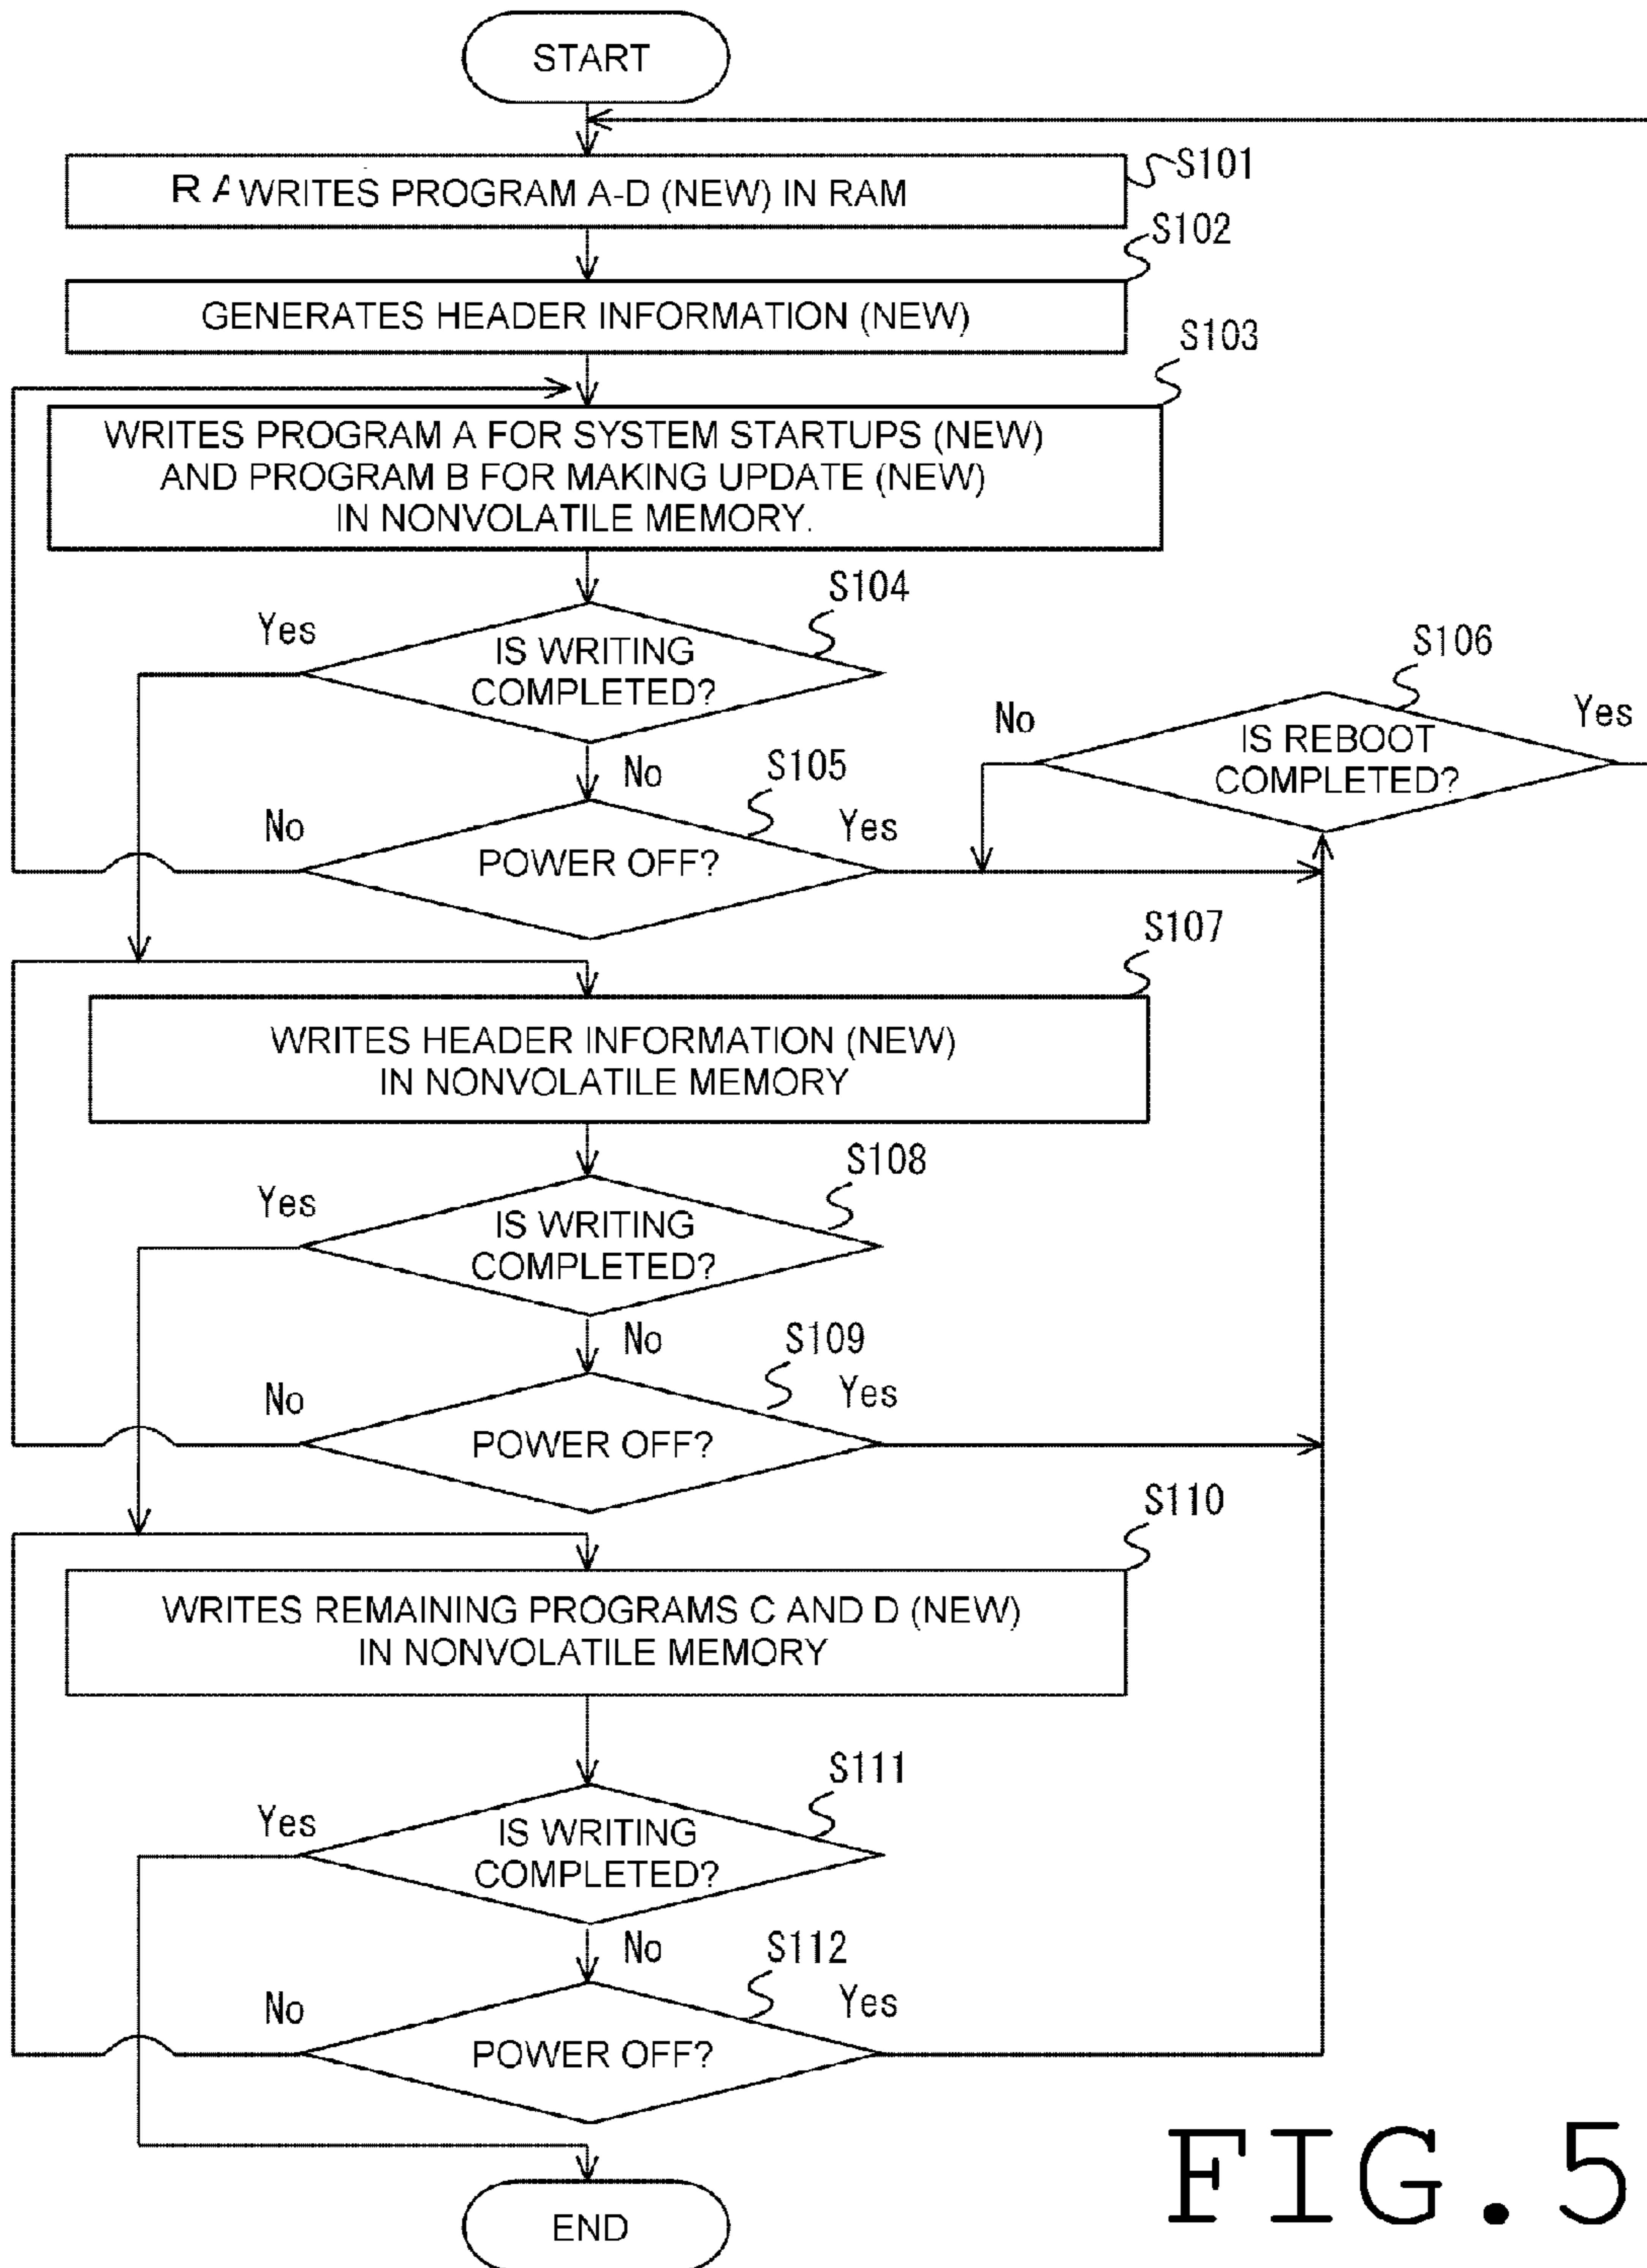 START
S101
R A WRITES PROGRAM A-D (NEW) IN RAM
S102
GENERATES HEADER INFORMATION (NEW)
S103
WRITES PROGRAM A FOR SYSTEM STARTUPS (NEW)
AND PROGRAM B FOR MAKING UPDATE (NEW)
IN NONVOLATILE MEMORY.
S104
Yes
IS WRITING
COMPLETED?
No
S105
No
POWER OFF?
Yes
S106
No
IS REBOOT
COMPLETED?
Yes
S107
WRITES HEADER INFORMATION (NEW)
IN NONVOLATILE MEMORY
S108
Yes
IS WRITING
COMPLETED?
No
S109
No
POWER OFF?
Yes
S110
WRITES REMAINING PROGRAMS C AND D (NEW)
IN NONVOLATILE MEMORY
S111
Yes
IS WRITING
COMPLETED?
No
S112
No
POWER OFF?
Yes
END
FIG.5